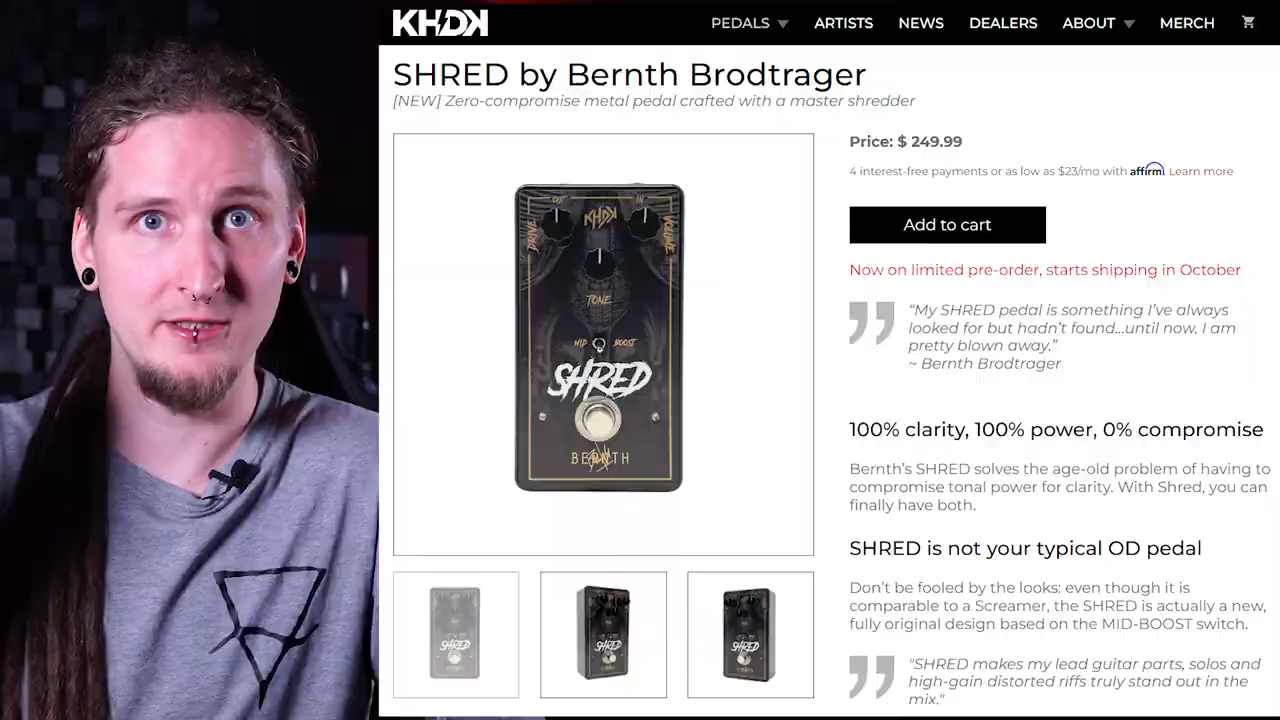 KHDK
PEDALS
ARTISTS
NEWS
DEALERS
ABOUT
MERCH
SHRED by Bernth Brodtrager
[NEW] Zero-compromise metal pedal crafted with a master shredder
OUT
IN
KHDK
DRIVE
VOLUME
TONE
MID BOOST
SHRED
BERNTH
SHRED
SHRED
SHRED
Price: $ 249.99
4 interest-free payments or as low as $23/mo with affirm. Learn more
Add to cart
Now on limited pre-order, starts shipping in October
“My SHRED pedal is something I’ve always
looked for but hadn’t found...until now. I am
pretty blown away.”
~ Bernth Brodtrager
100% clarity, 100% power, 0% compromise
Bernth’s SHRED solves the age-old problem of having to
compromise tonal power for clarity. With Shred, you can
finally have both.
SHRED is not your typical OD pedal
Don’t be fooled by the looks: even though it is
comparable to a Screamer, the SHRED is actually a new,
fully original design based on the MID-BOOST switch.
"SHRED makes my lead guitar parts, solos and
high-gain distorted riffs truly stand out in the
mix."